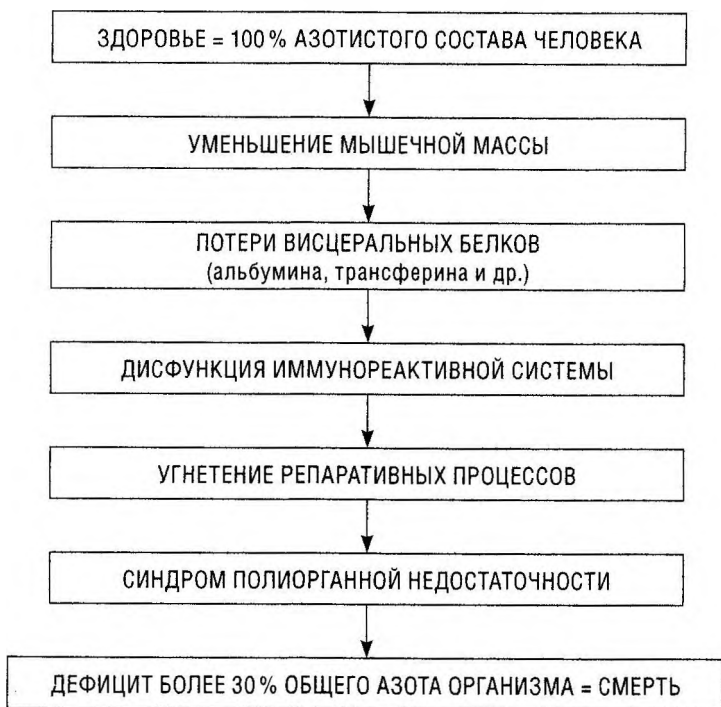 ЗДОРОВЬЕ = 100 % АЗОТИСТОГО СОСТАВА ЧЕЛОВЕКА
УМЕНЬШЕНИЕ МЫШЕЧНОЙ МАССЫ
ПОТЕРИ ВИСЦЕРАЛЬНЫХ БЕЛКОВ
(альбумина, трансферина и др.)
ДИСФУНКЦИЯ ИММУНОРЕАКТИВНОЙ СИСТЕМЫ
УГНЕТЕНИЕ РЕПАРАТИВНЫХ ПРОЦЕССОВ
СИНДРОМ ПОЛИОРГАННОЙ НЕДОСТАТОЧНОСТИ
ДЕФИЦИТ БОЛЕЕ 30 % ОБЩЕГО АЗОТА ОРГАНИЗМА = СМЕРТЬ